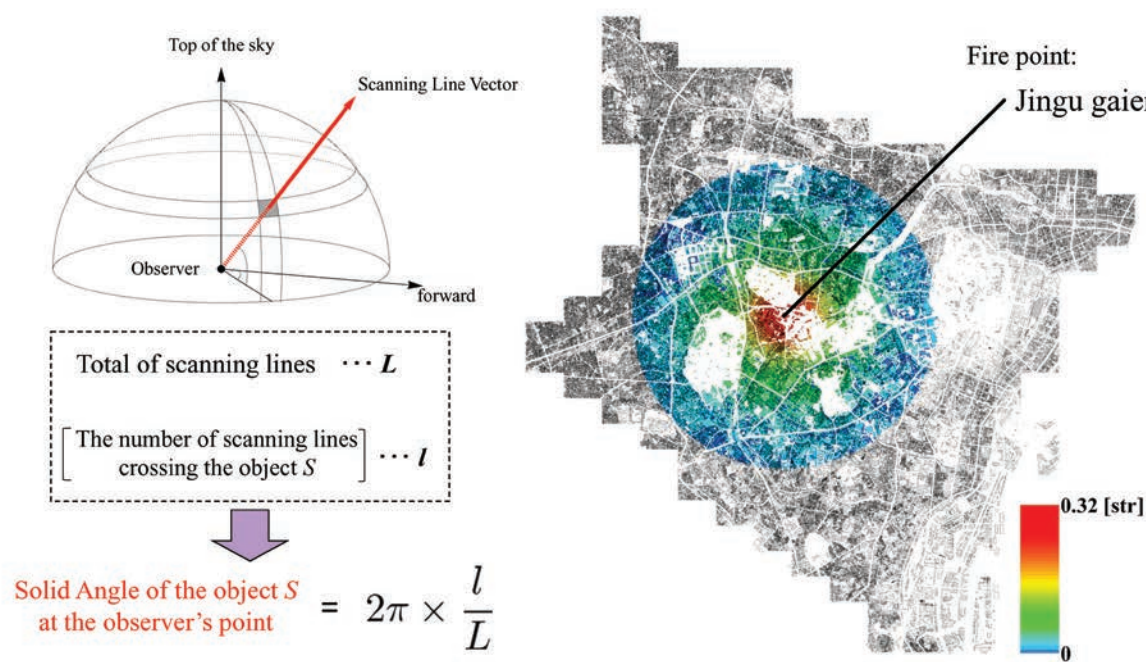 Top of the sky
Scanning Line Vector
Observer
forward
Total of scanning lines ··· L
[The number of scanning lines
crossing the object S] ··· l
Solid Angle of the object S
at the observer's point
= 2π × l/L
Fire point:
Jingu gaien
0.32 [str]
0